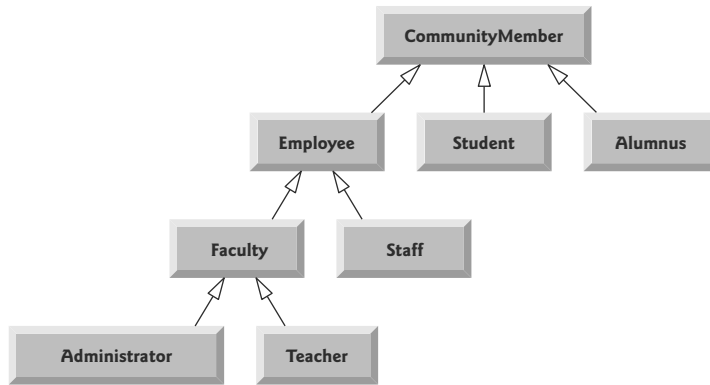 CommunityMember
Employee
Student
Alumnus
Faculty
Staff
Administrator
Teacher